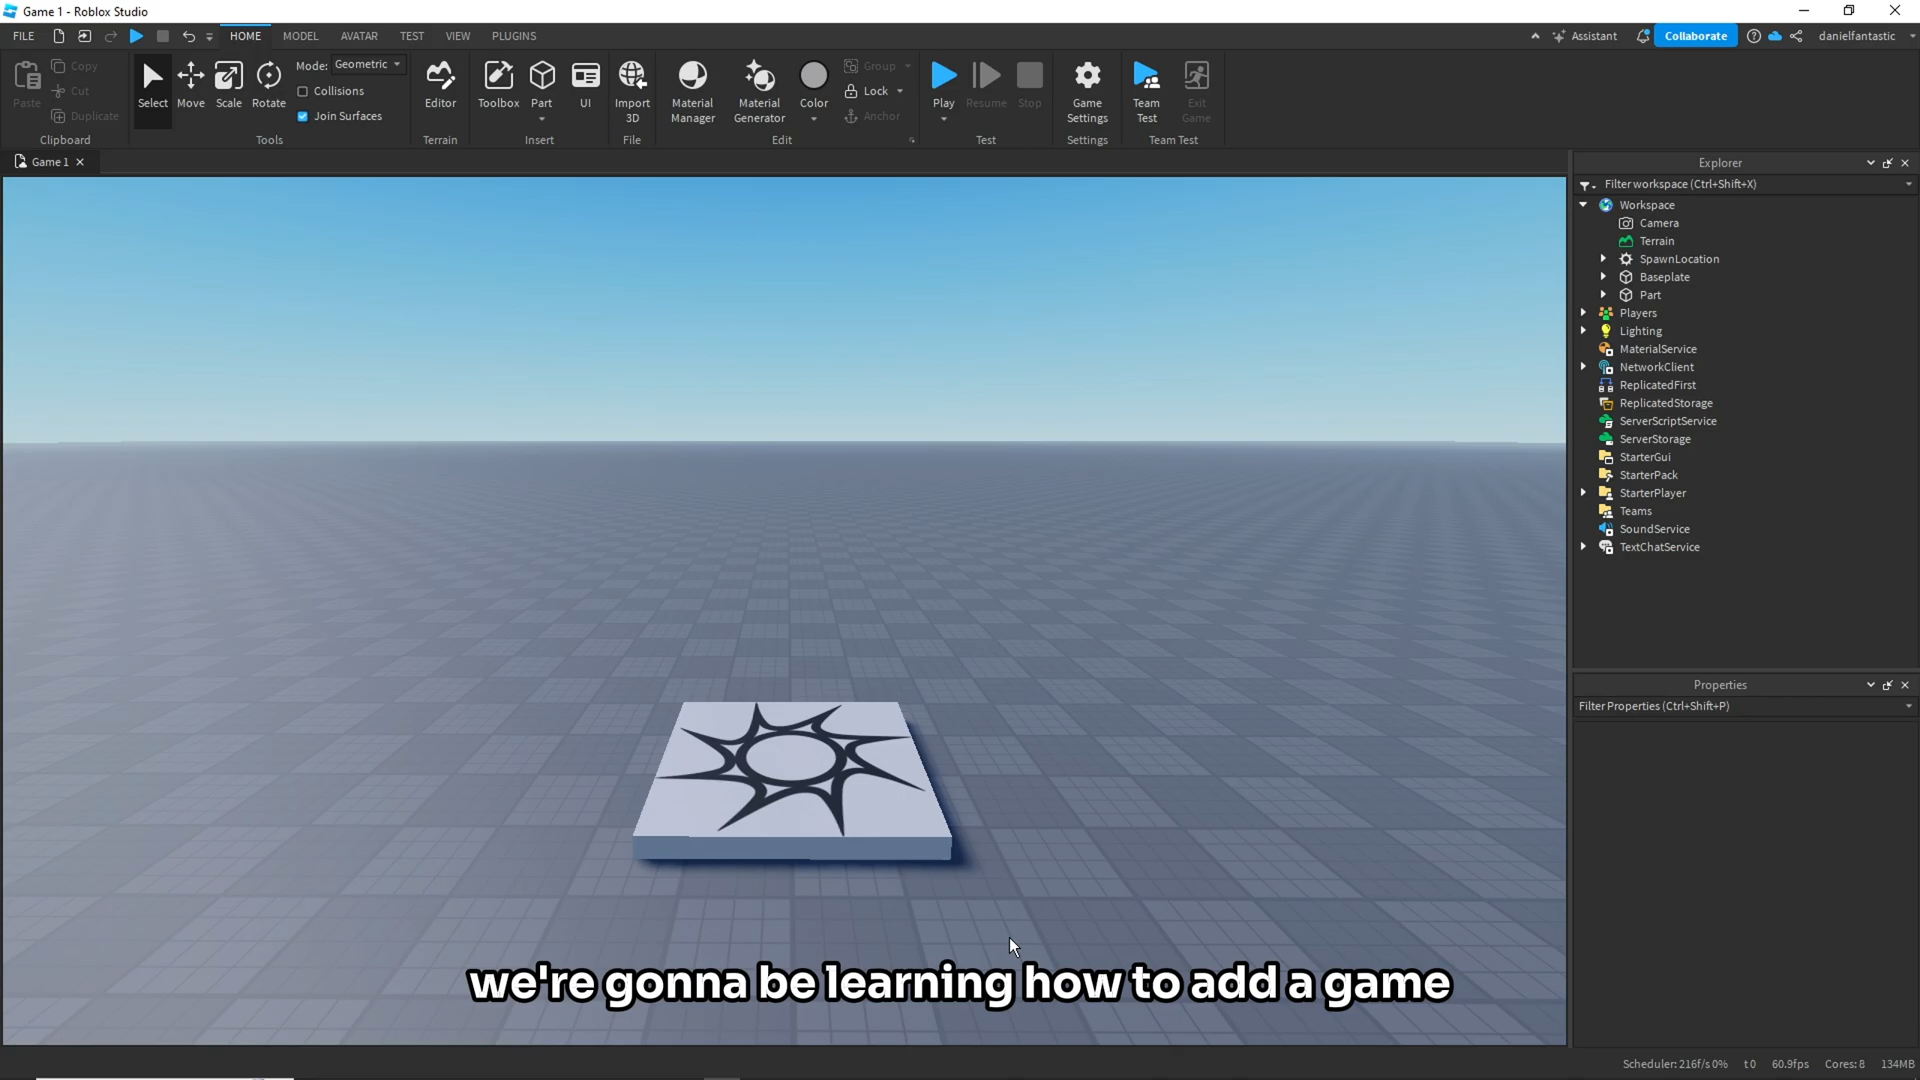 Game 1 - Roblox Studio
FILE HOME MODEL AVATAR TEST VIEW PLUGINS Assistant Collaborate danielfantastic
Paste
Copy
Cut
Duplicate
Clipboard
Select Move Scale Rotate
Mode: Geometric
Collisions
Join Surfaces
Tools
Editor
Terrain
Toolbox Part UI
Insert
Import
3D
File
Material
Manager
Material
Generator
Color
Group
Lock
Anchor
Edit
Play Resume Stop
Test
Game
Settings
Settings
Team
Test
Exit
Game
Team Test
Game 1
Explorer
Filter workspace (Ctrl+Shift+X)
Workspace
Camera
Terrain
SpawnLocation
Baseplate
Part
Players
Lighting
MaterialService
NetworkClient
ReplicatedFirst
ReplicatedStorage
ServerScriptService
ServerStorage
StarterGui
StarterPack
StarterPlayer
Teams
SoundService
TextChatService
Properties
Filter Properties (Ctrl+Shift+P)
we're gonna be learning how to add a game
Scheduler: 216f/s 0% t 0 60.9fps Cores: 8 134MB